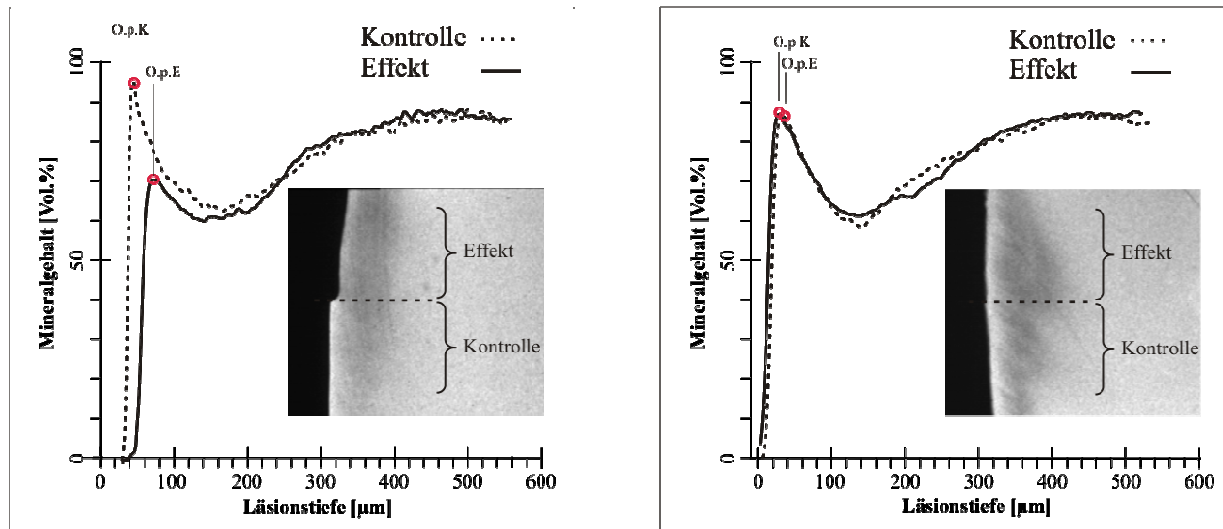 O.p.K
O.p.E
Kontrolle
Effekt
Mineralgehalt [Vol.%]
100
50
0
Effekt
Kontrolle
0 100 200 300 400 500 600
Läsionstiefe [µm]
O.p K
O.p.E
Kontrolle
Effekt
Mineralgehalt [Vol.%]
100
50
0
Effekt
Kontrolle
0 100 200 300 400 500 600
Läsionstiefe [µm]